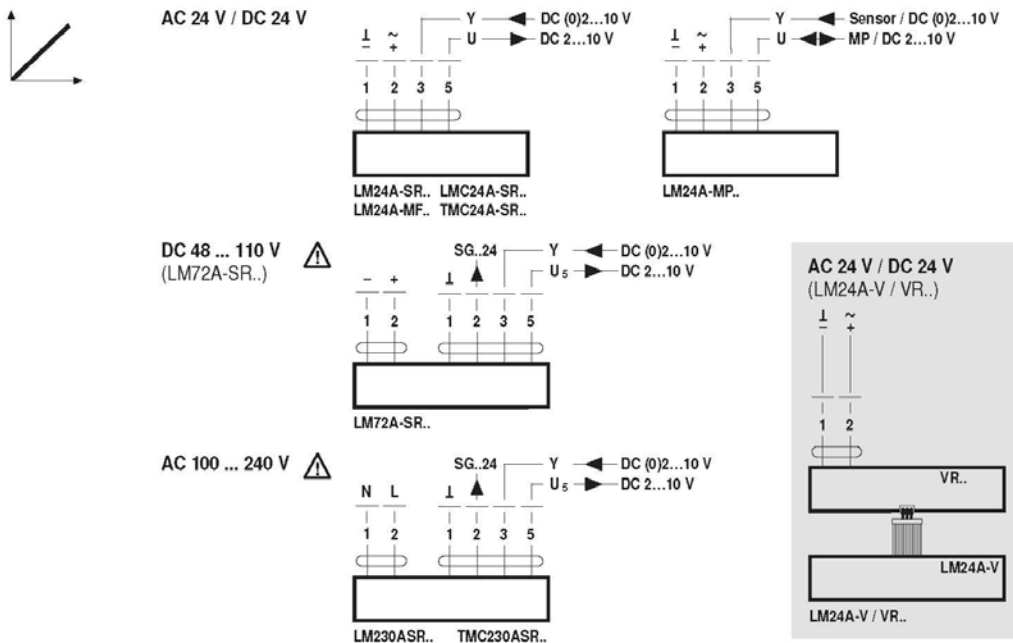 AC 24 V / DC 24 V
Y DC (0)2...10 V
U DC 2...10 V
⊥ ~
– +
1 2 3 5
LM24A-SR.. LMC24A-SR..
LM24A-MF.. TMC24A-SR..
Y Sensor / DC (0)2...10 V
U MP / DC 2...10 V
⊥ ~
– +
1 2 3 5
LM24A-MP..
DC 48 ... 110 V
(LM72A-SR..)
SG..24 Y DC (0)2...10 V
U5 DC 2...10 V
– + ⊥
1 2 1 2 3 5
LM72A-SR..
AC 100 ... 240 V
SG..24 Y DC (0)2...10 V
U5 DC 2...10 V
N L ⊥
1 2 1 2 3 5
LM230ASR.. TMC230ASR..
AC 24 V / DC 24 V
(LM24A-V / VR..)
⊥ ~
– +
1 2
VR..
LM24A-V
LM24A-V / VR..